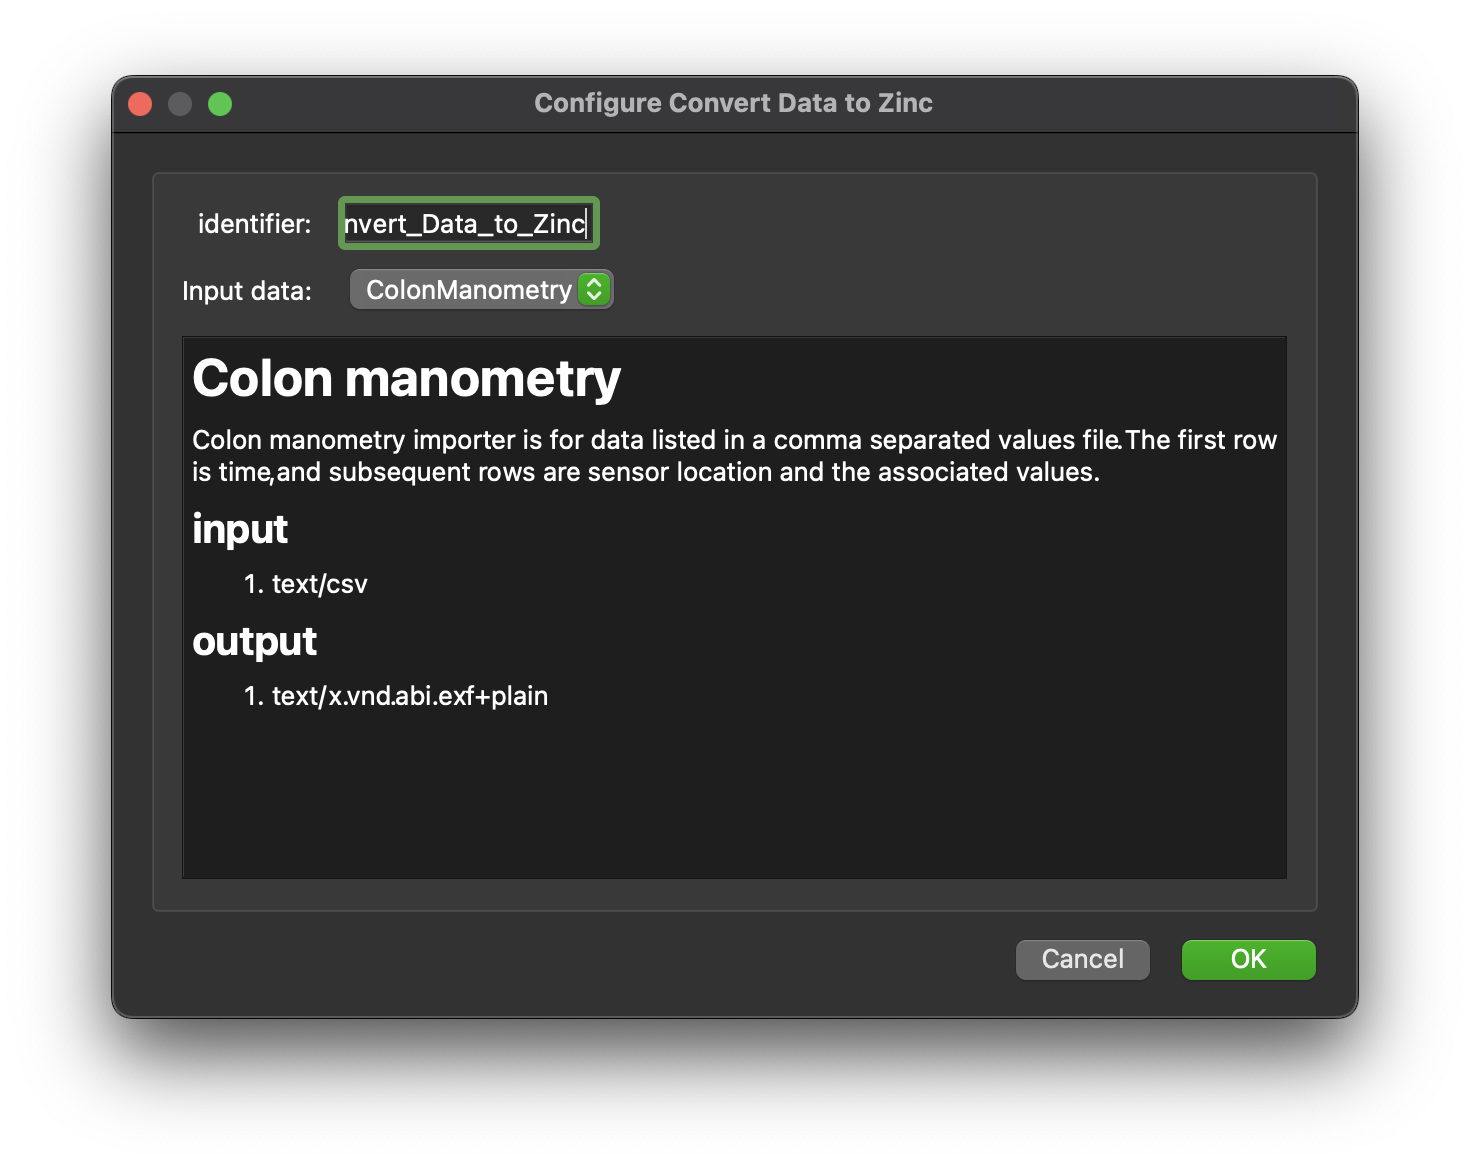 Configure Convert Data to Zinc
identifier: nvert_Data_to_Zinc
Input data: ColonManometry
Colon manometry
Colon manometry importer is for data listed in a comma separated values file.The first row
is time,and subsequent rows are sensor location and the associated values.
input
1. text/csv
output
1. text/x.vnd.abi.exf+plain
Cancel OK